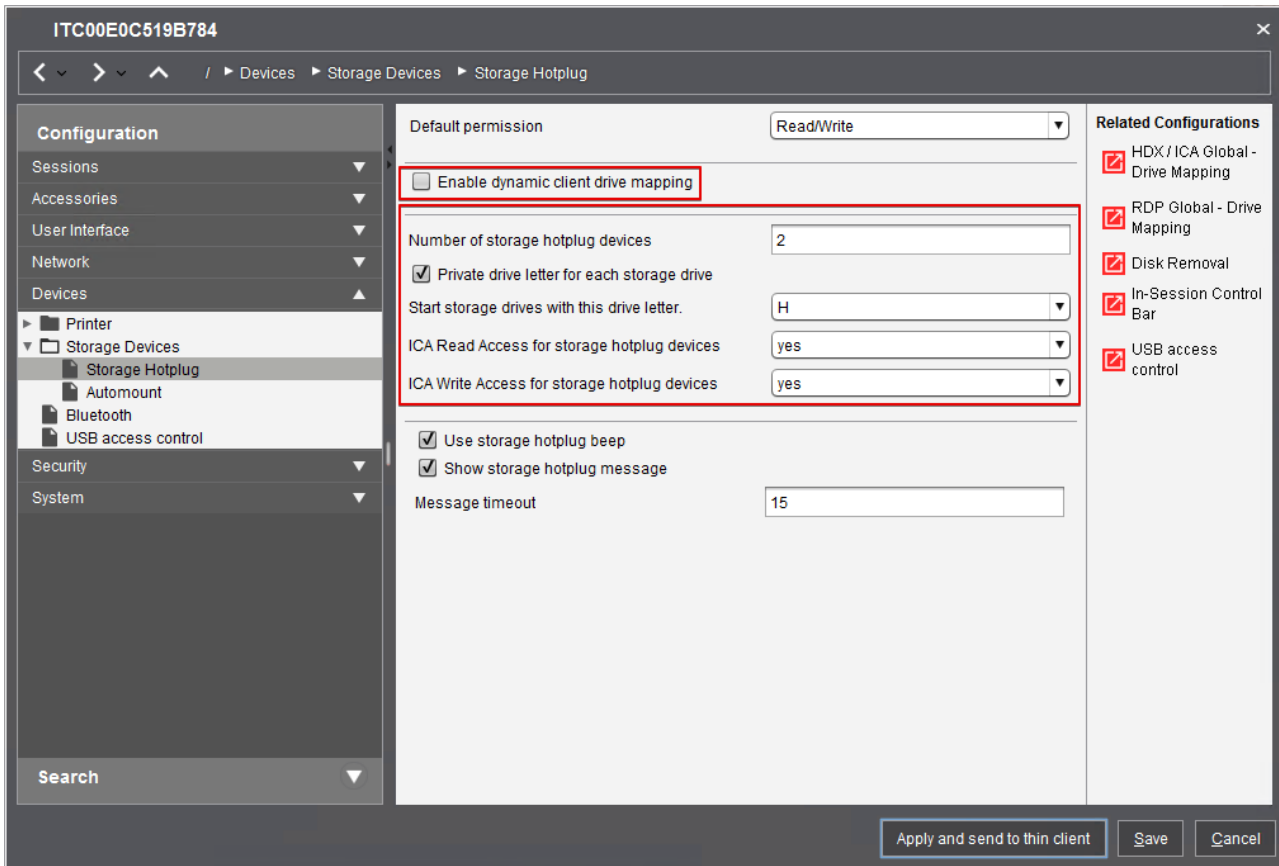 ITC00E0C519B784
/ Devices Storage Devices Storage Hotplug
Configuration
Sessions
Accessories
User Interface
Network
Devices
Printer
Storage Devices
Storage Hotplug
Automount
Bluetooth
USB access control
Security
System
Search
Default permission Read/Write
Enable dynamic client drive mapping
Number of storage hotplug devices 2
Private drive letter for each storage drive
Start storage drives with this drive letter. H
ICA Read Access for storage hotplug devices yes
ICA Write Access for storage hotplug devices yes
Use storage hotplug beep
Show storage hotplug message
Message timeout 15
Related Configurations
HDX / ICA Global -
Drive Mapping
RDP Global - Drive
Mapping
Disk Removal
In-Session Control
Bar
USB access
control
Apply and send to thin client Save Cancel